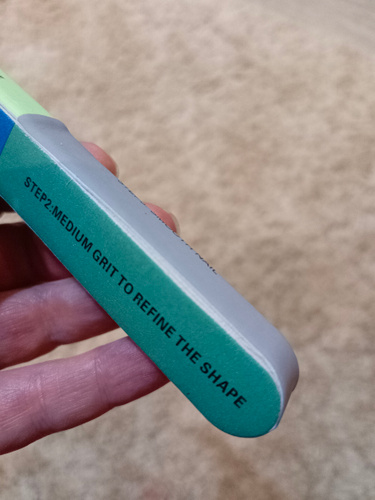 STEP2:MEDIUM GRIT TO REFINE THE SHAPE